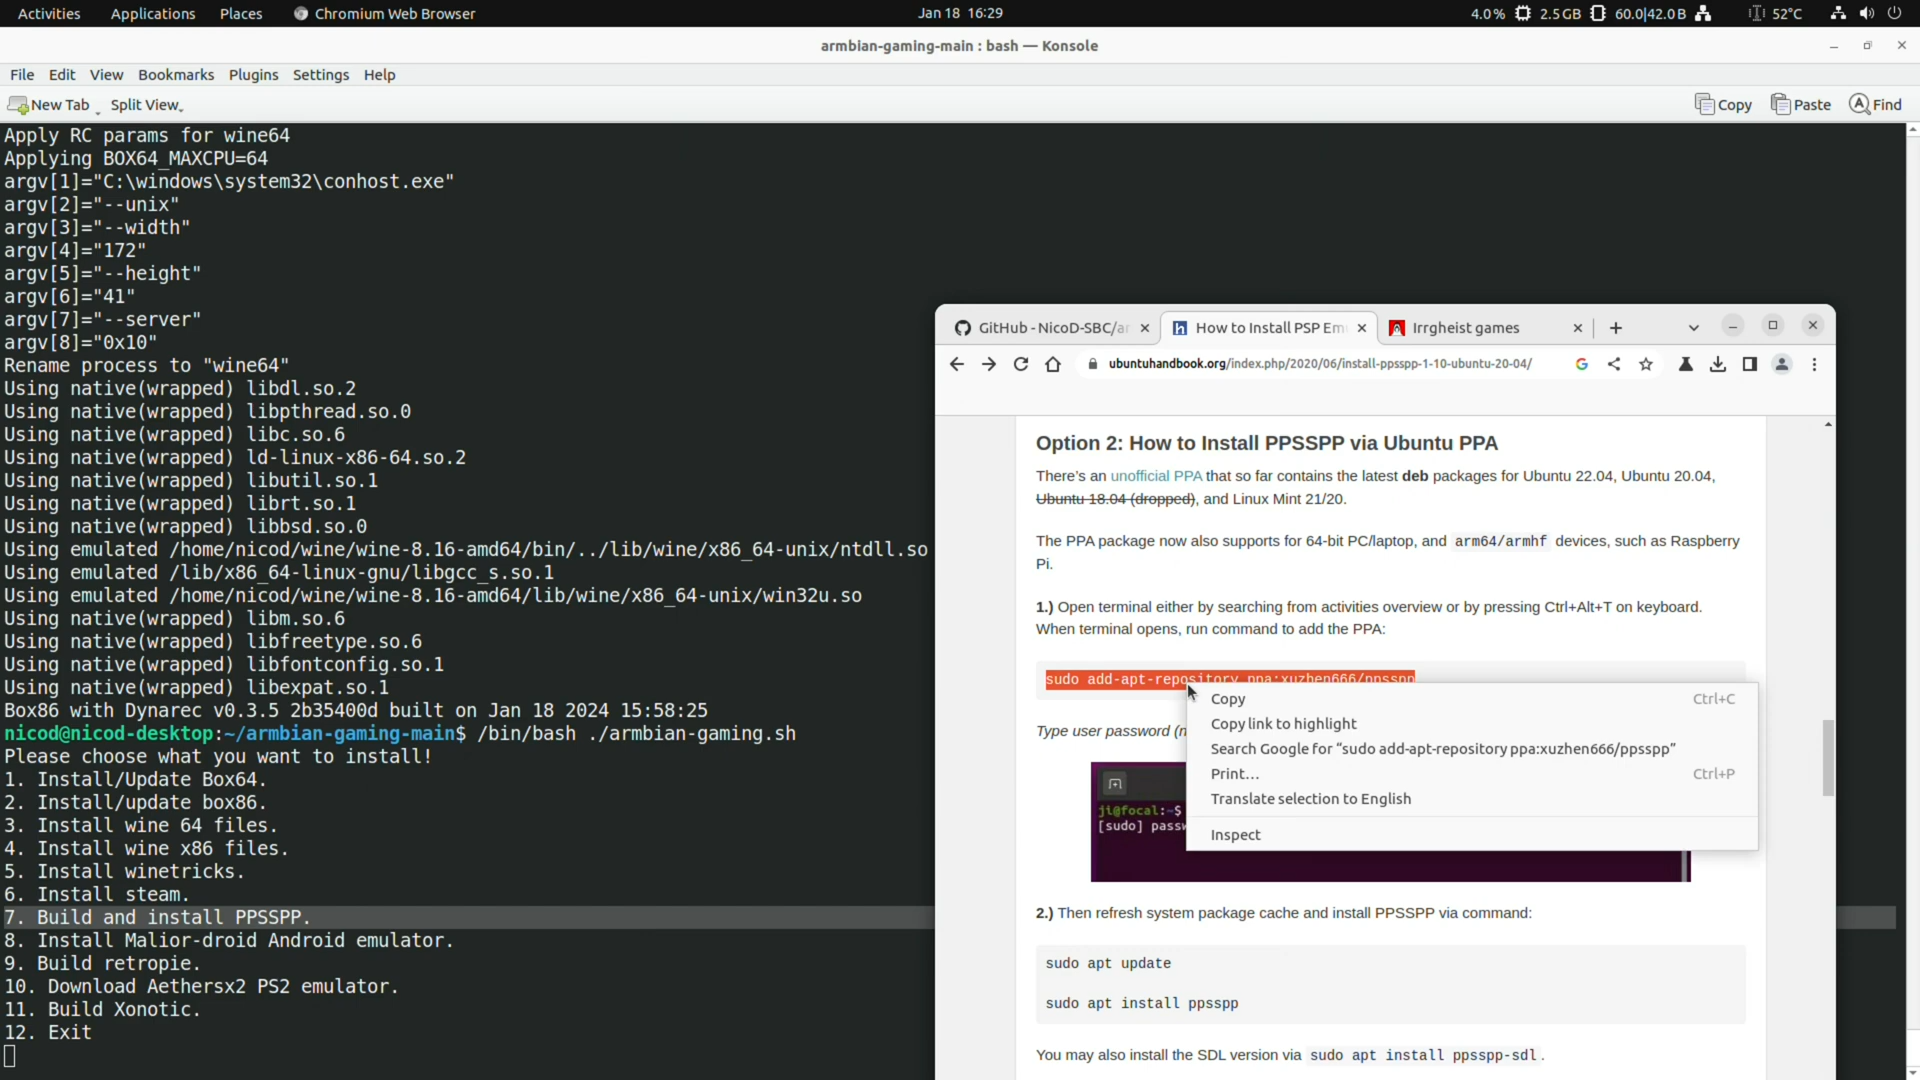 Activities Applications Places Chromium Web Browser Jan 18 16:29 4.0% 2.5GB 60.0|42.0B 52°C
armbian-gaming-main : bash — Konsole
File Edit View Bookmarks Plugins Settings Help
New Tab Split View Copy Paste Find
Apply RC params for wine64
Applying BOX64_MAXCPU=64
argv[1]="C:\windows\system32\conhost.exe"
argv[2]="--unix"
argv[3]="--width"
argv[4]="172"
argv[5]="--height"
argv[6]="41"
argv[7]="--server"
argv[8]="0x10"
Rename process to "wine64"
Using native(wrapped) libdl.so.2
Using native(wrapped) libpthread.so.0
Using native(wrapped) libc.so.6
Using native(wrapped) ld-linux-x86-64.so.2
Using native(wrapped) libutil.so.1
Using native(wrapped) librt.so.1
Using native(wrapped) libbsd.so.0
Using emulated /home/nicod/wine/wine-8.16-amd64/bin/../lib/wine/x86_64-unix/ntdll.so
Using emulated /lib/x86_64-linux-gnu/libgcc_s.so.1
Using emulated /home/nicod/wine/wine-8.16-amd64/lib/wine/x86_64-unix/win32u.so
Using native(wrapped) libm.so.6
Using native(wrapped) libfreetype.so.6
Using native(wrapped) libfontconfig.so.1
Using native(wrapped) libexpat.so.1
Box86 with Dynarec v0.3.5 2b35400d built on Jan 18 2024 15:58:25
nicod@nicod-desktop:~/armbian-gaming-main$ /bin/bash ./armbian-gaming.sh
Please choose what you want to install!
1. Install/Update Box64.
2. Install/update box86.
3. Install wine 64 files.
4. Install wine x86 files.
5. Install winetricks.
6. Install steam.
7. Build and install PPSSPP.
8. Install Malior-droid Android emulator.
9. Build retropie.
10. Download Aethersx2 PS2 emulator.
11. Build Xonotic.
12. Exit
GitHub - NicoD-SBC/ar How to Install PSP Em Irrgheist games
ubuntuhandbook.org/index.php/2020/06/install-ppsspp-1-10-ubuntu-20-04/
Option 2: How to Install PPSSPP via Ubuntu PPA
There's an unofficial PPA that so far contains the latest deb packages for Ubuntu 22.04, Ubuntu 20.04,
Ubuntu 18.04 (dropped), and Linux Mint 21/20.
The PPA package now also supports for 64-bit PC/laptop, and arm64/armhf devices, such as Raspberry
Pi.
1.) Open terminal either by searching from activities overview or by pressing Ctrl+Alt+T on keyboard.
When terminal opens, run command to add the PPA:
sudo add-apt-repository ppa:xuzhen666/ppsspp
Copy Ctrl+C
Copy link to highlight
Search Google for “sudo add-apt-repository ppa:xuzhen666/ppsspp”
Print… Ctrl+P
Translate selection to English
Inspect
Type user password (n
ji@focal:~$
[sudo] passw
2.) Then refresh system package cache and install PPSSPP via command:
sudo apt update
sudo apt install ppsspp
You may also install the SDL version via sudo apt install ppsspp-sdl .